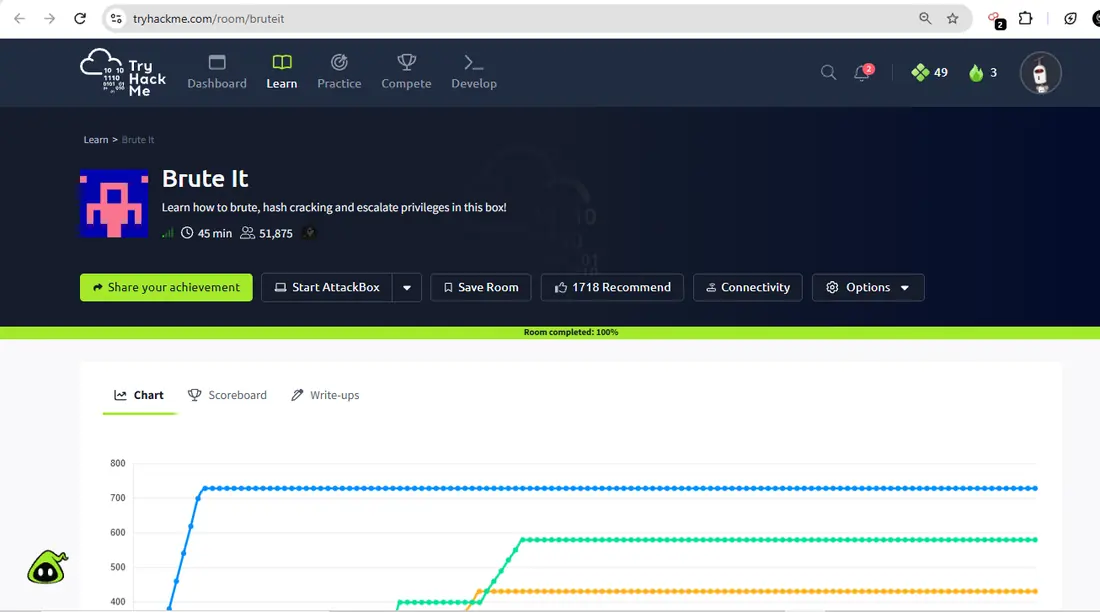 tryhackme.com/room/bruteit
2
Try
Hack
Me
Dashboard
Learn
Practice
Compete
Develop
2
49
3
Learn > Brute It
Brute It
Learn how to brute, hash cracking and escalate privileges in this box!
45 min
51,875
Share your achievement
Start AttackBox
Save Room
1718 Recommend
Connectivity
Options
Room completed: 100%
Chart
Scoreboard
Write-ups
800
700
600
500
400